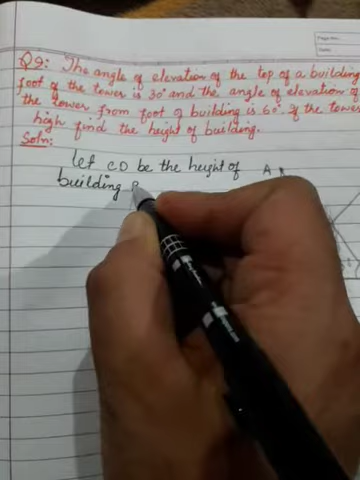 Q9: The angle of elevation of the top of a building
foot of the tower is 30° and the angle of elevation of
the tower from foot of building is 60° If the tower
high find the height of building.
Soln:
let CD be the height of
building
A